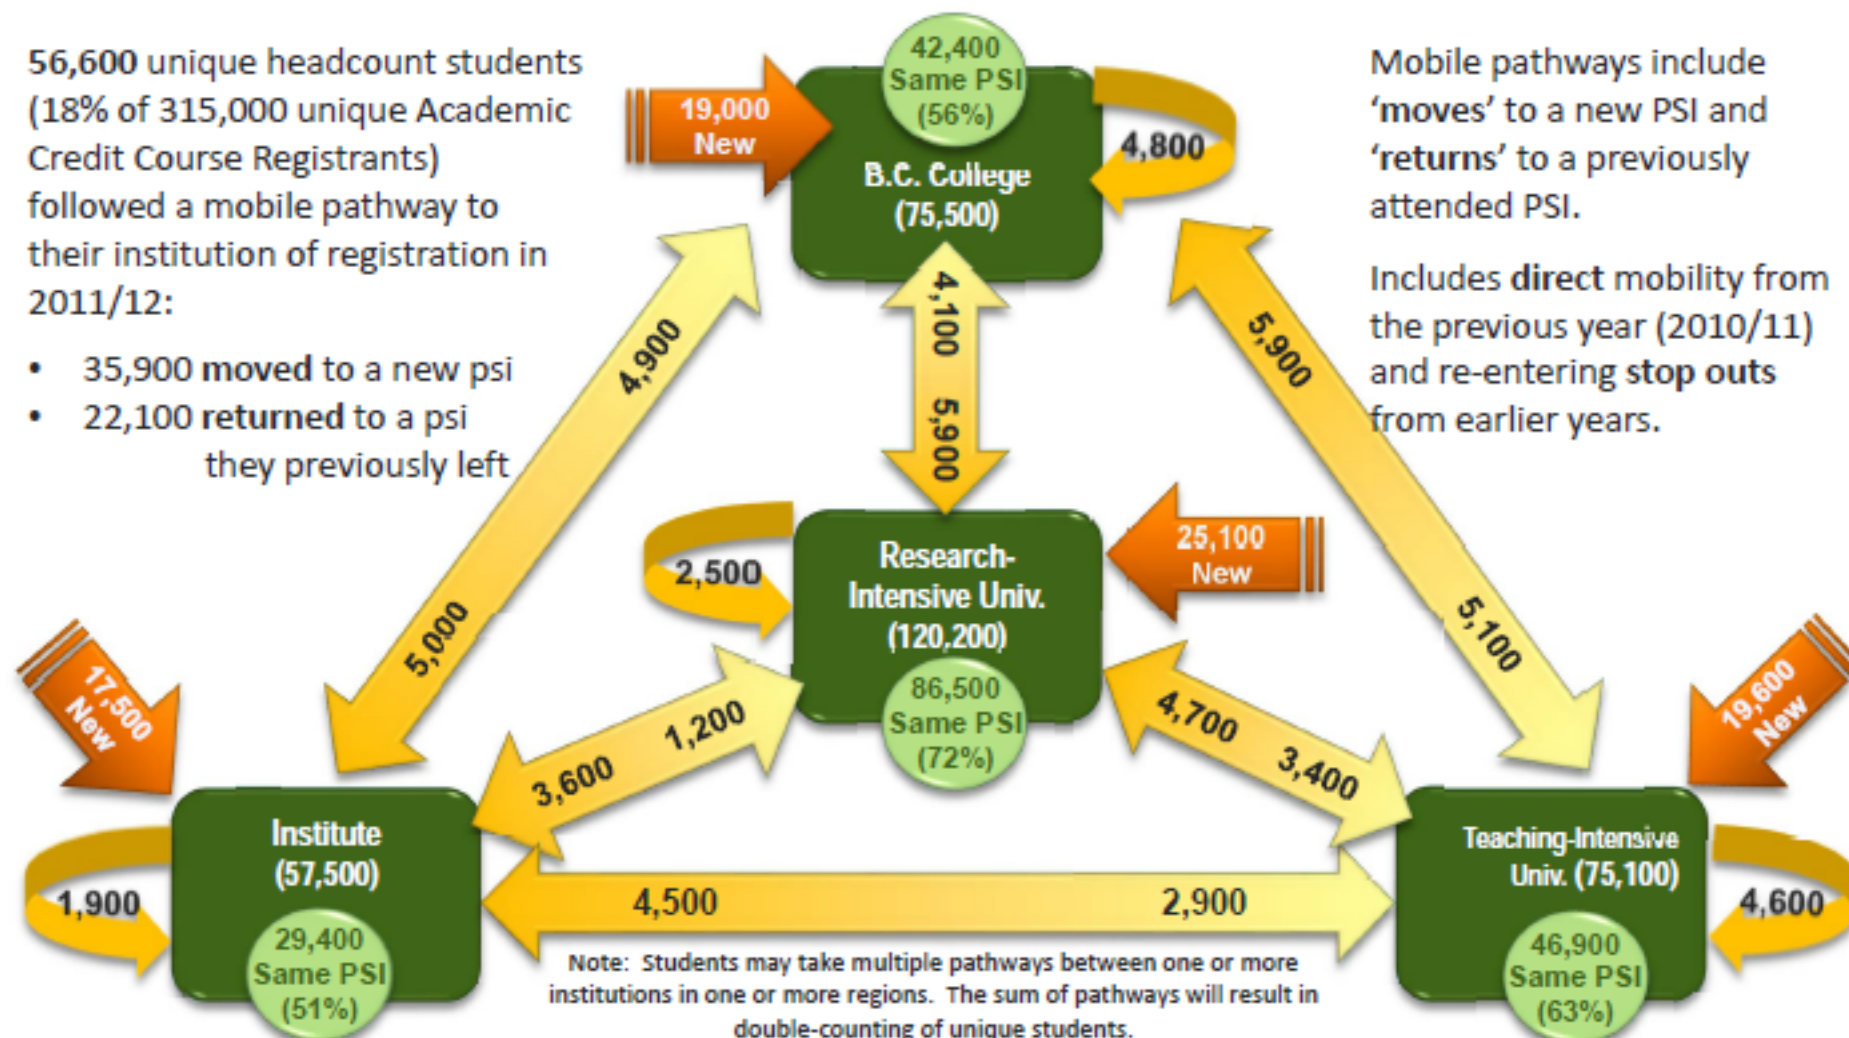 56,600 unique headcount students
(18% of 315,000 unique Academic
Credit Course Registrants)
followed a mobile pathway to
their institution of registration in
2011/12:
• 35,900 moved to a new psi
• 22,100 returned to a psi
they previously left
19,000
New
42,400
Same PSI
(56%)
B.C. College
(75,500)
4,800
Mobile pathways include
‘moves’ to a new PSI and
‘returns’ to a previously
attended PSI.
Includes direct mobility from
the previous year (2010/11)
and re-entering stop outs
from earlier years.
4,900
5,000
4,100
5,900
5,900
5,100
2,500
Research-
Intensive Univ.
(120,200)
86,500
Same PSI
(72%)
25,100
New
17,500
New
3,600
1,200
4,700
3,400
19,600
New
Institute
(57,500)
1,900
29,400
Same PSI
(51%)
4,500
2,900
Teaching-Intensive
Univ. (75,100)
4,600
46,900
Same PSI
(63%)
Note: Students may take multiple pathways between one or more
institutions in one or more regions. The sum of pathways will result in
double-counting of unique students.